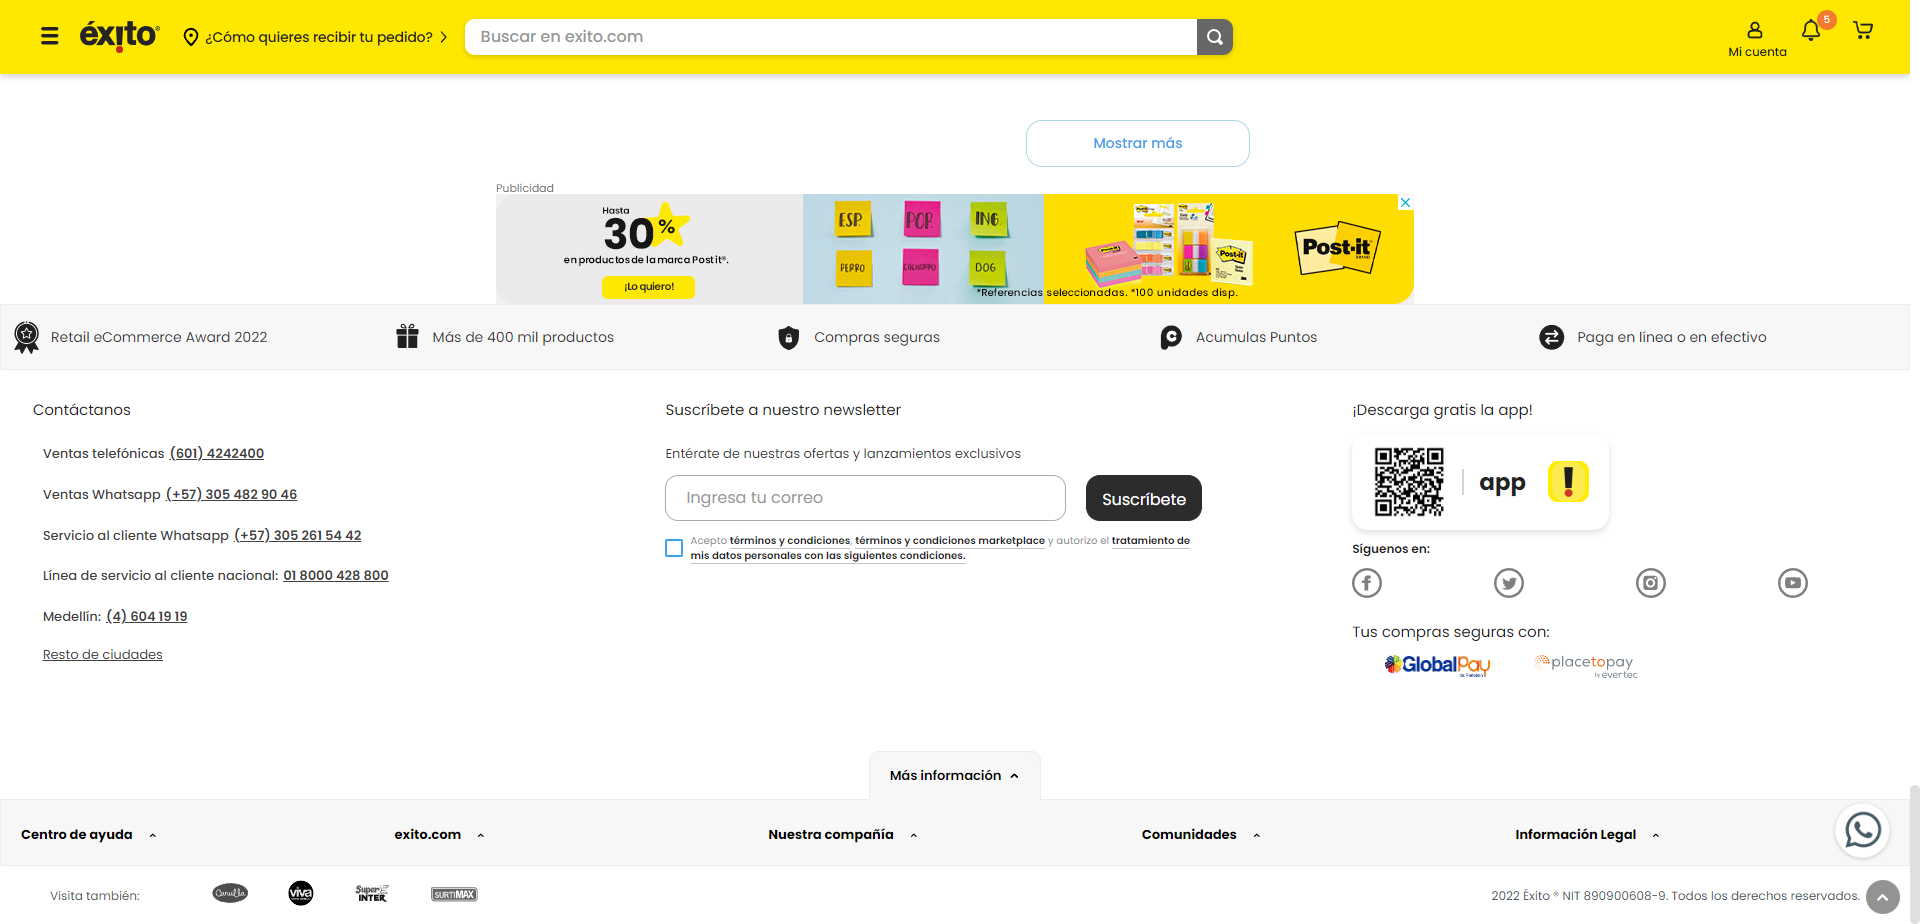 éxito
¿Cómo quieres recibir tu pedido?
Buscar en exito.com
Mi cuenta
5
Mostrar más
Publicidad
Hasta
30%
en productos de la marca Post it®.
¡Lo quiero!
ESP. POR. ING.
PERRO CACHORRO DOG
Post-it
BRAND
*Referencias seleccionadas. *100 unidades disp.
Retail eCommerce Award 2022
Más de 400 mil productos
Compras seguras
Acumulas Puntos
Paga en línea o en efectivo
Contáctanos
Ventas telefónicas (601) 4242400
Ventas Whatsapp (+57) 305 482 90 46
Servicio al cliente Whatsapp (+57) 305 261 54 42
Línea de servicio al cliente nacional: 01 8000 428 800
Medellín: (4) 604 19 19
Resto de ciudades
Suscríbete a nuestro newsletter
Entérate de nuestras ofertas y lanzamientos exclusivos
Ingresa tu correo
Suscríbete
Acepto términos y condiciones, términos y condiciones marketplace y autorizo el tratamiento de
mis datos personales con las siguientes condiciones.
¡Descarga gratis la app!
app
Síguenos en:
Tus compras seguras con:
GlobalPay
placetopay
by evertec
Más información
Centro de ayuda
exito.com
Nuestra compañía
Comunidades
Información Legal
Visita también:
Carulla
viva
Super INTER
SURTIMAX
2022 Éxito ® NIT 890900608-9. Todos los derechos reservados.